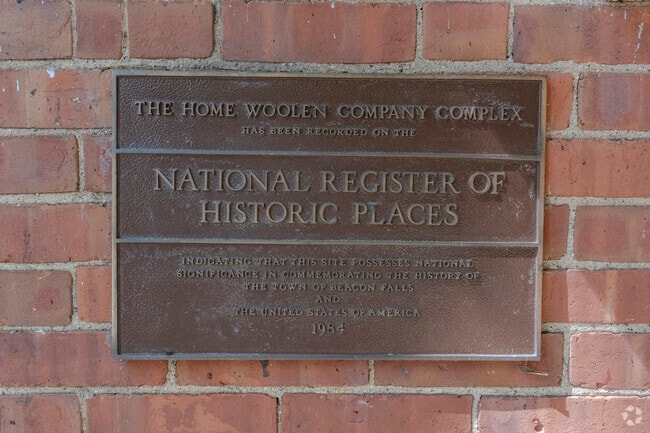 THE HOME WOOLEN COMPANY COMPLEX
HAS BEEN RECORDED ON THE
NATIONAL REGISTER OF
HISTORIC PLACES
INDICATING THAT THIS SITE POSSESSES NATIONAL
SIGNIFICANCE IN COMMEMORATING THE HISTORY OF
THE TOWN OF BEACON FALLS
AND
THE UNITED STATES OF AMERICA
1984